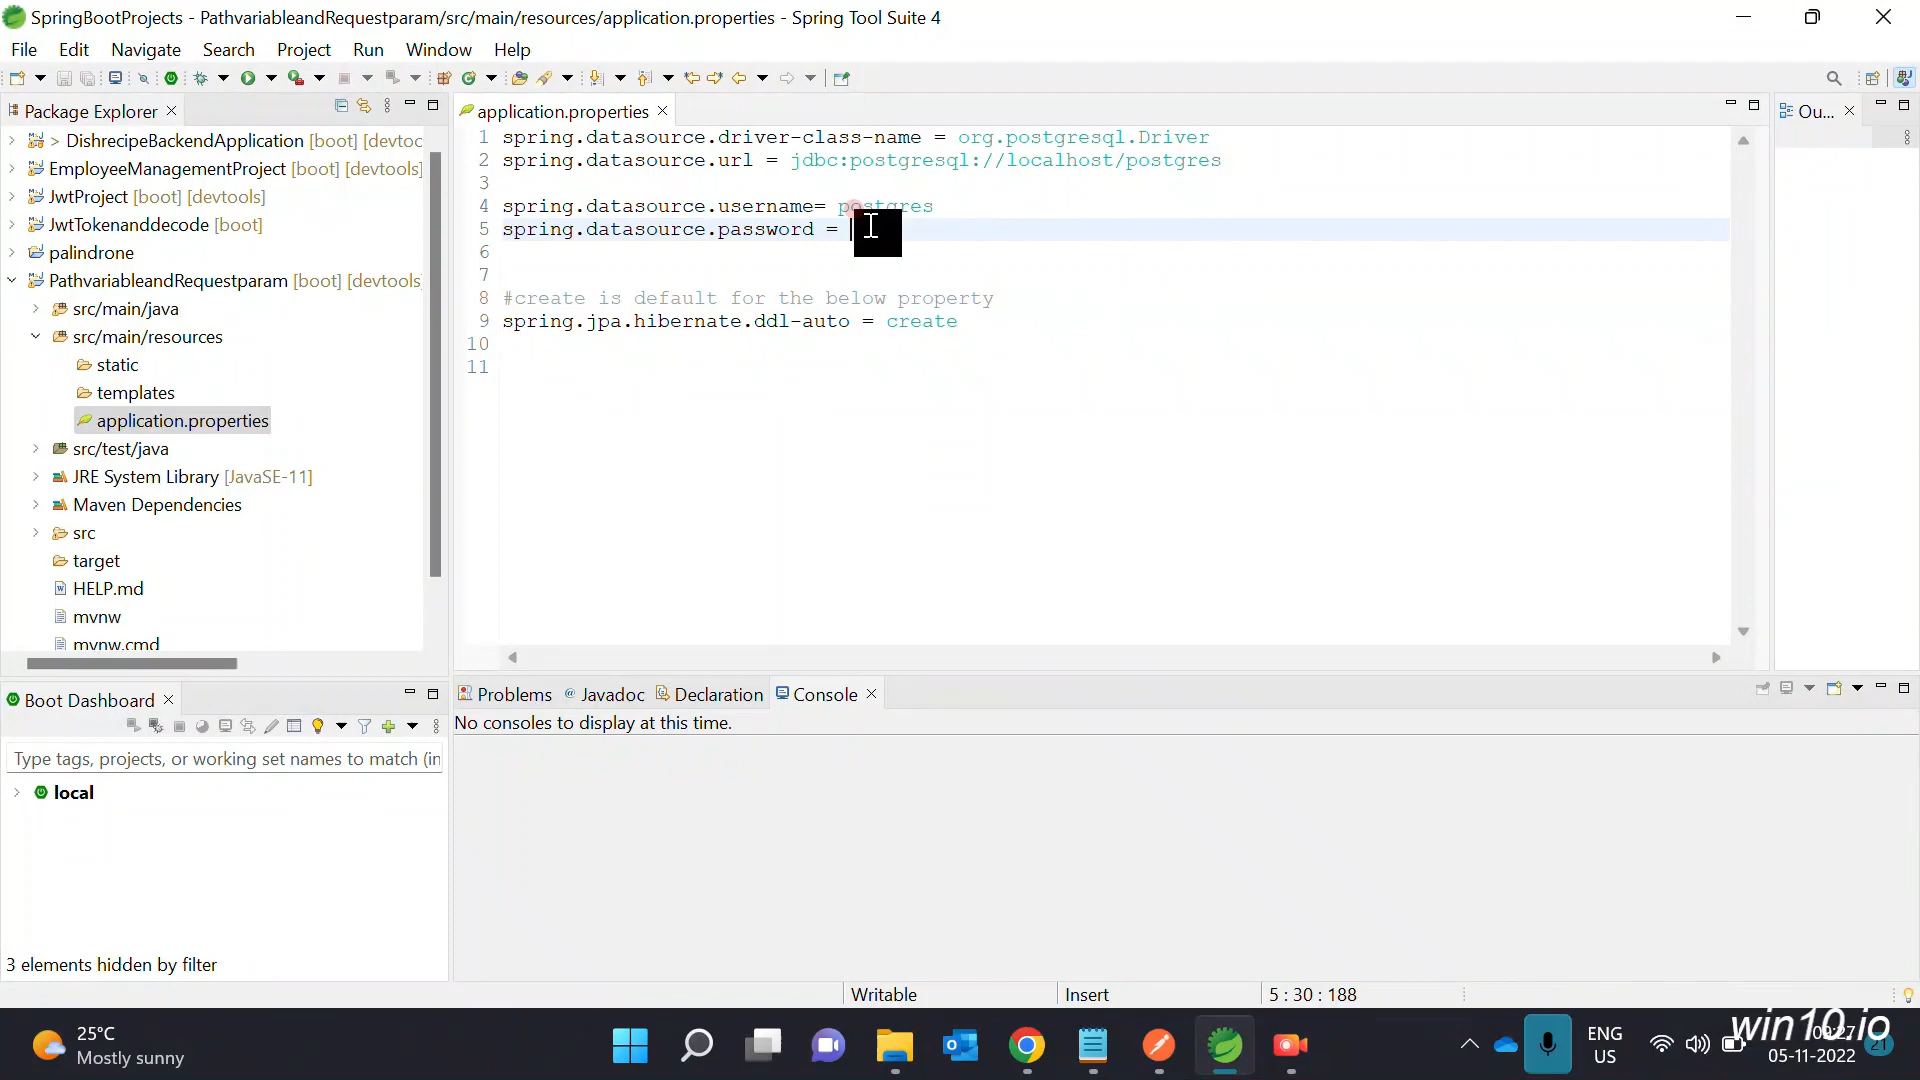 SpringBootProjects - PathvariableandRequestparam/src/main/resources/application.properties - Spring Tool Suite 4
File Edit Navigate Search Project Run Window Help
Package Explorer
> DishrecipeBackendApplication [boot] [devtoc
EmployeeManagementProject [boot] [devtools]
JwtProject [boot] [devtools]
JwtTokenanddecode [boot]
palindrone
PathvariableandRequestparam [boot] [devtools]
src/main/java
src/main/resources
static
templates
application.properties
src/test/java
JRE System Library [JavaSE-11]
Maven Dependencies
src
target
HELP.md
mvnw
mvnw.cmd
application.properties
1 spring.datasource.driver-class-name = org.postgresql.Driver
2 spring.datasource.url = jdbc:postgresql://localhost/postgres
3
4 spring.datasource.username= postgres
5 spring.datasource.password =
6
7
8 #create is default for the below property
9 spring.jpa.hibernate.ddl-auto = create
10
11
Ou...
Boot Dashboard
Type tags, projects, or working set names to match (in
local
3 elements hidden by filter
Problems Javadoc Declaration Console
No consoles to display at this time.
Writable Insert 5 : 30 : 188
25°C
Mostly sunny
ENG
US
win10.io
05-11-2022
21